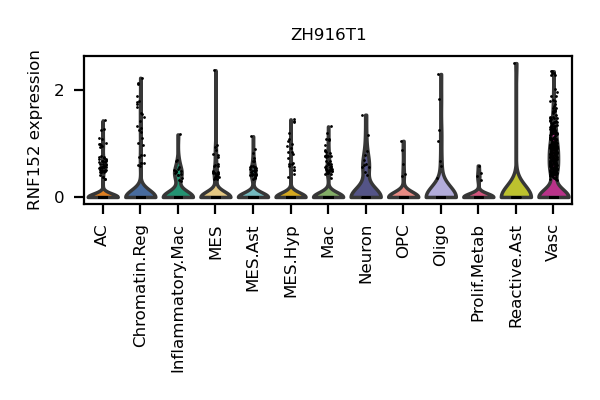 ZH916T1
RNF152 expression
2
0
AC
Chromatin.Reg
Inflammatory.Mac
MES
MES.Ast
MES.Hyp
Mac
Neuron
OPC
Oligo
Prolif.Metab
Reactive.Ast
Vasc